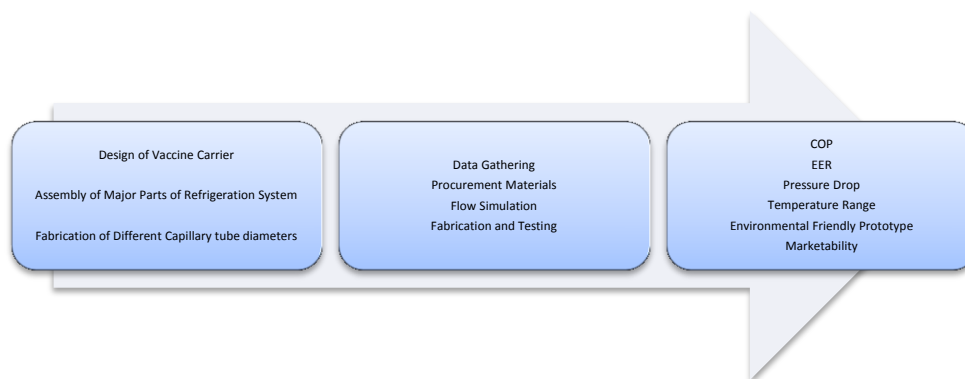 Design of Vaccine Carrier
Assembly of Major Parts of Refrigeration System
Fabrication of Different Capillary tube diameters
Data Gathering
Procurement Materials
Flow Simulation
Fabrication and Testing
COP
EER
Pressure Drop
Temperature Range
Environmental Friendly Prototype
Marketability